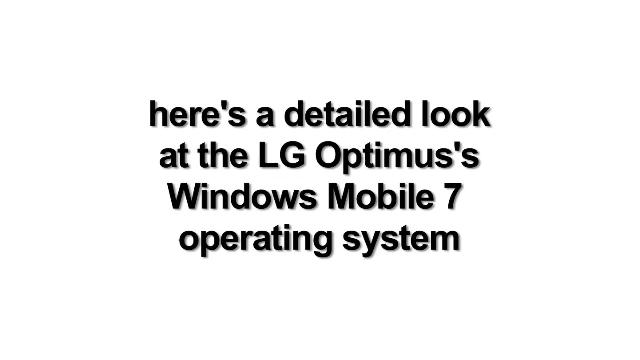 here's a detailed look
at the LG Optimus's
Windows Mobile 7
operating system